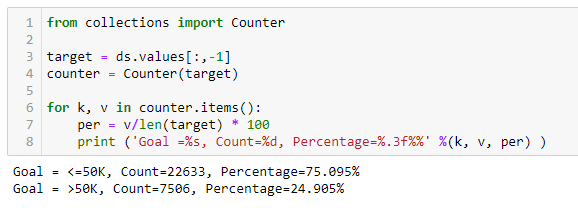 1 from collections import Counter
2
3 target = ds.values[:,-1]
4 counter = Counter(target)
5
6 for k, v in counter.items():
7     per = v/len(target) * 100
8     print ('Goal =%s, Count=%d, Percentage=%.3f%%' %(k, v, per) )
Goal = <=50K, Count=22633, Percentage=75.095%
Goal = >50K, Count=7506, Percentage=24.905%